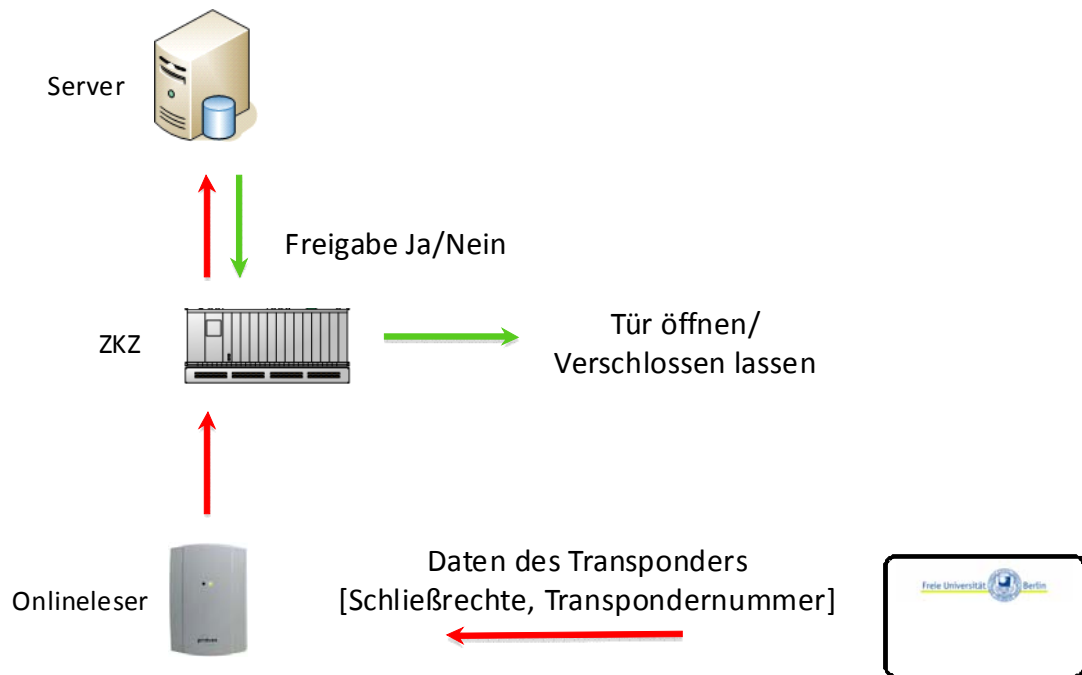 Server
Freigabe Ja/Nein
ZKZ
Tür öffnen/
Verschlossen lassen
Onlineleser
Daten des Transponders
[Schließrechte, Transpondernummer]
Freie Universität Berlin